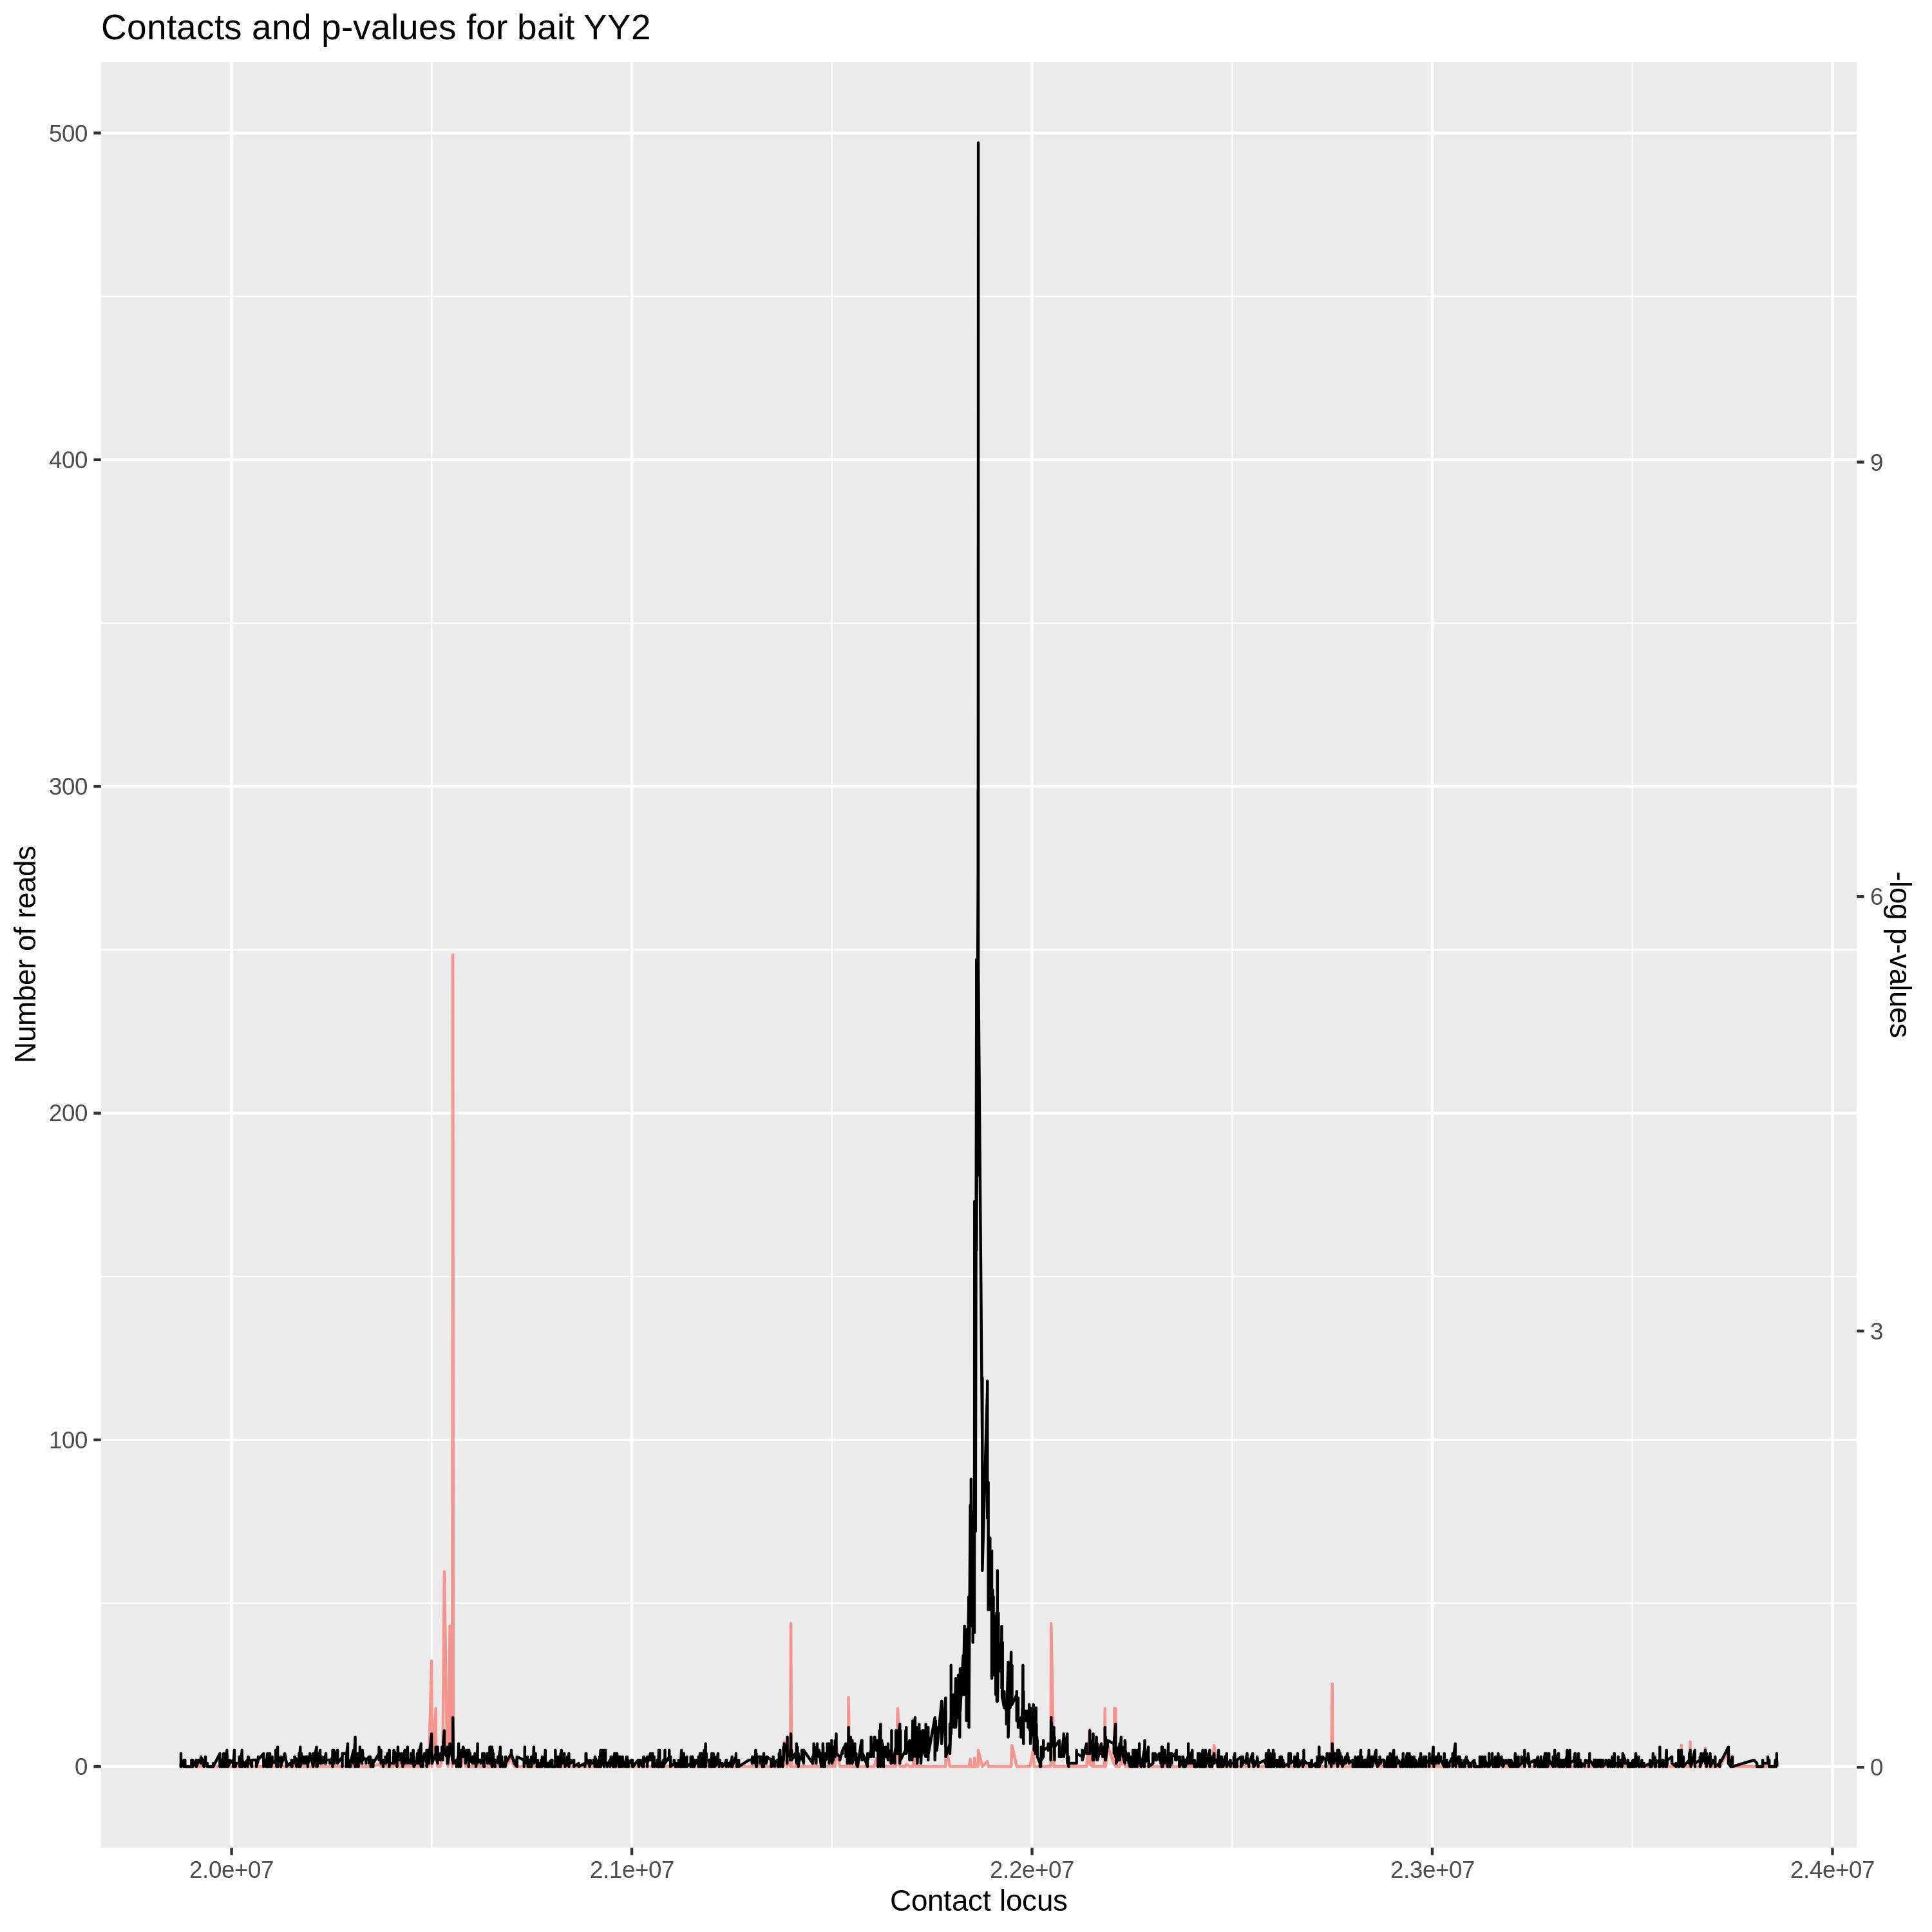 Contacts and p-values for bait YY2
500
400
300
200
100
0
Number of reads
9
6
3
0
-log p-values
2.0e+07
2.1e+07
2.2e+07
2.3e+07
2.4e+07
Contact locus